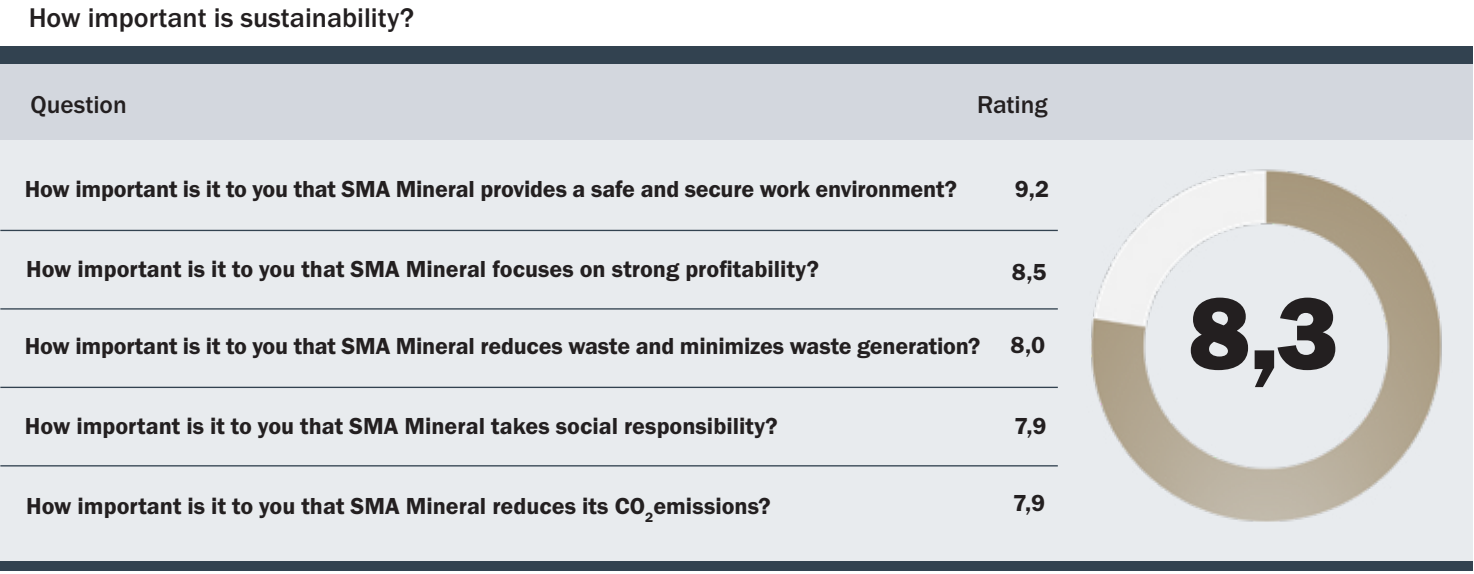 How important is sustainability?
Question Rating
How important is it to you that SMA Mineral provides a safe and secure work environment? 9,2
How important is it to you that SMA Mineral focuses on strong profitability? 8,5
How important is it to you that SMA Mineral reduces waste and minimizes waste generation? 8,0
How important is it to you that SMA Mineral takes social responsibility? 7,9
How important is it to you that SMA Mineral reduces its CO₂emissions? 7,9
8,3